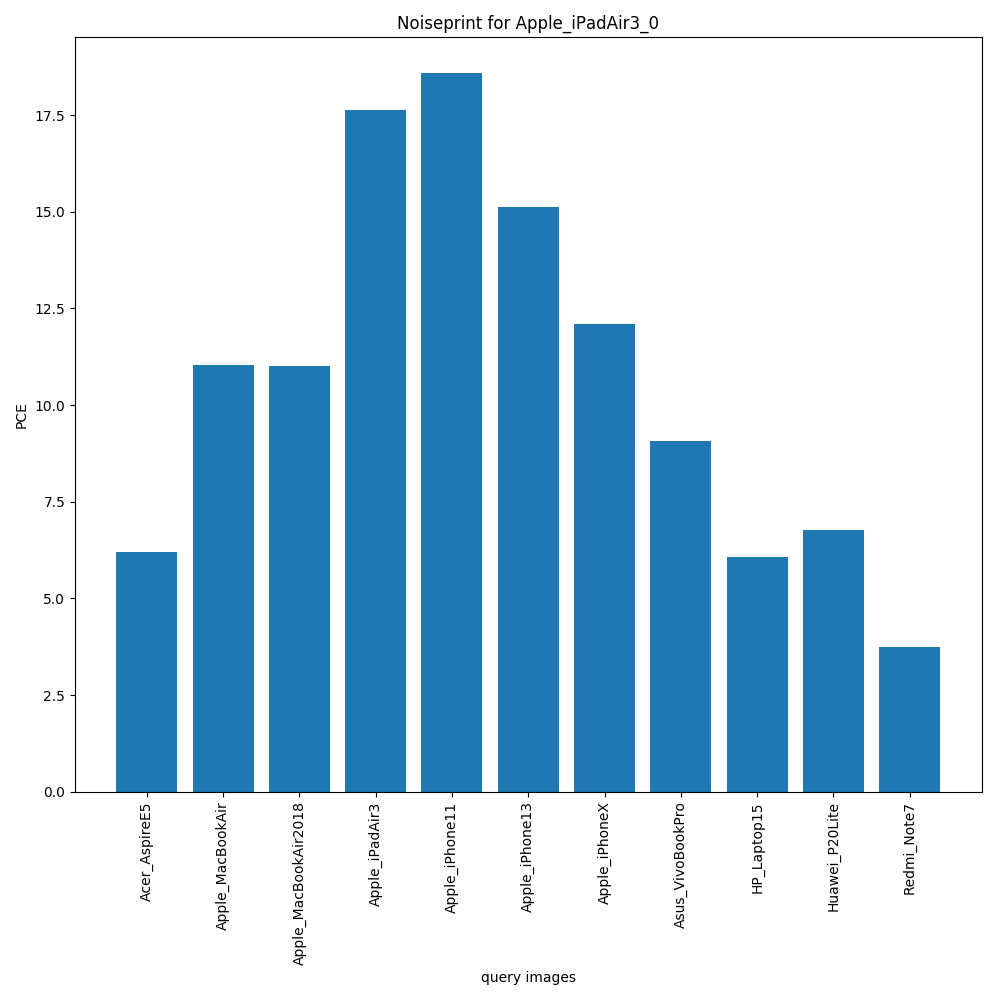 Noiseprint for Apple_iPadAir3_0
PCE
17.5
15.0
12.5
10.0
7.5
5.0
2.5
0.0
Acer_AspireE5
Apple_MacBookAir
Apple_MacBookAir2018
Apple_iPadAir3
Apple_iPhone11
Apple_iPhone13
Apple_iPhoneX
Asus_VivoBookPro
HP_Laptop15
Huawei_P20Lite
Redmi_Note7
query images